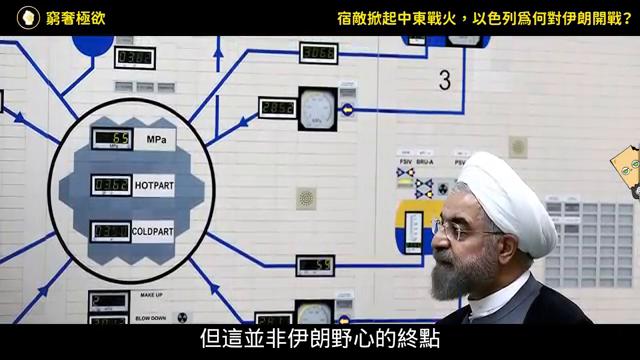 窮奢極欲
宿敵掀起中東戰火，以色列爲何對伊朗開戰？
3
MPa
HOTPART
COLDPART
FSIV BRU-A PSV
MAKE UP
BLOW DOWN
但這並非伊朗野心的終點